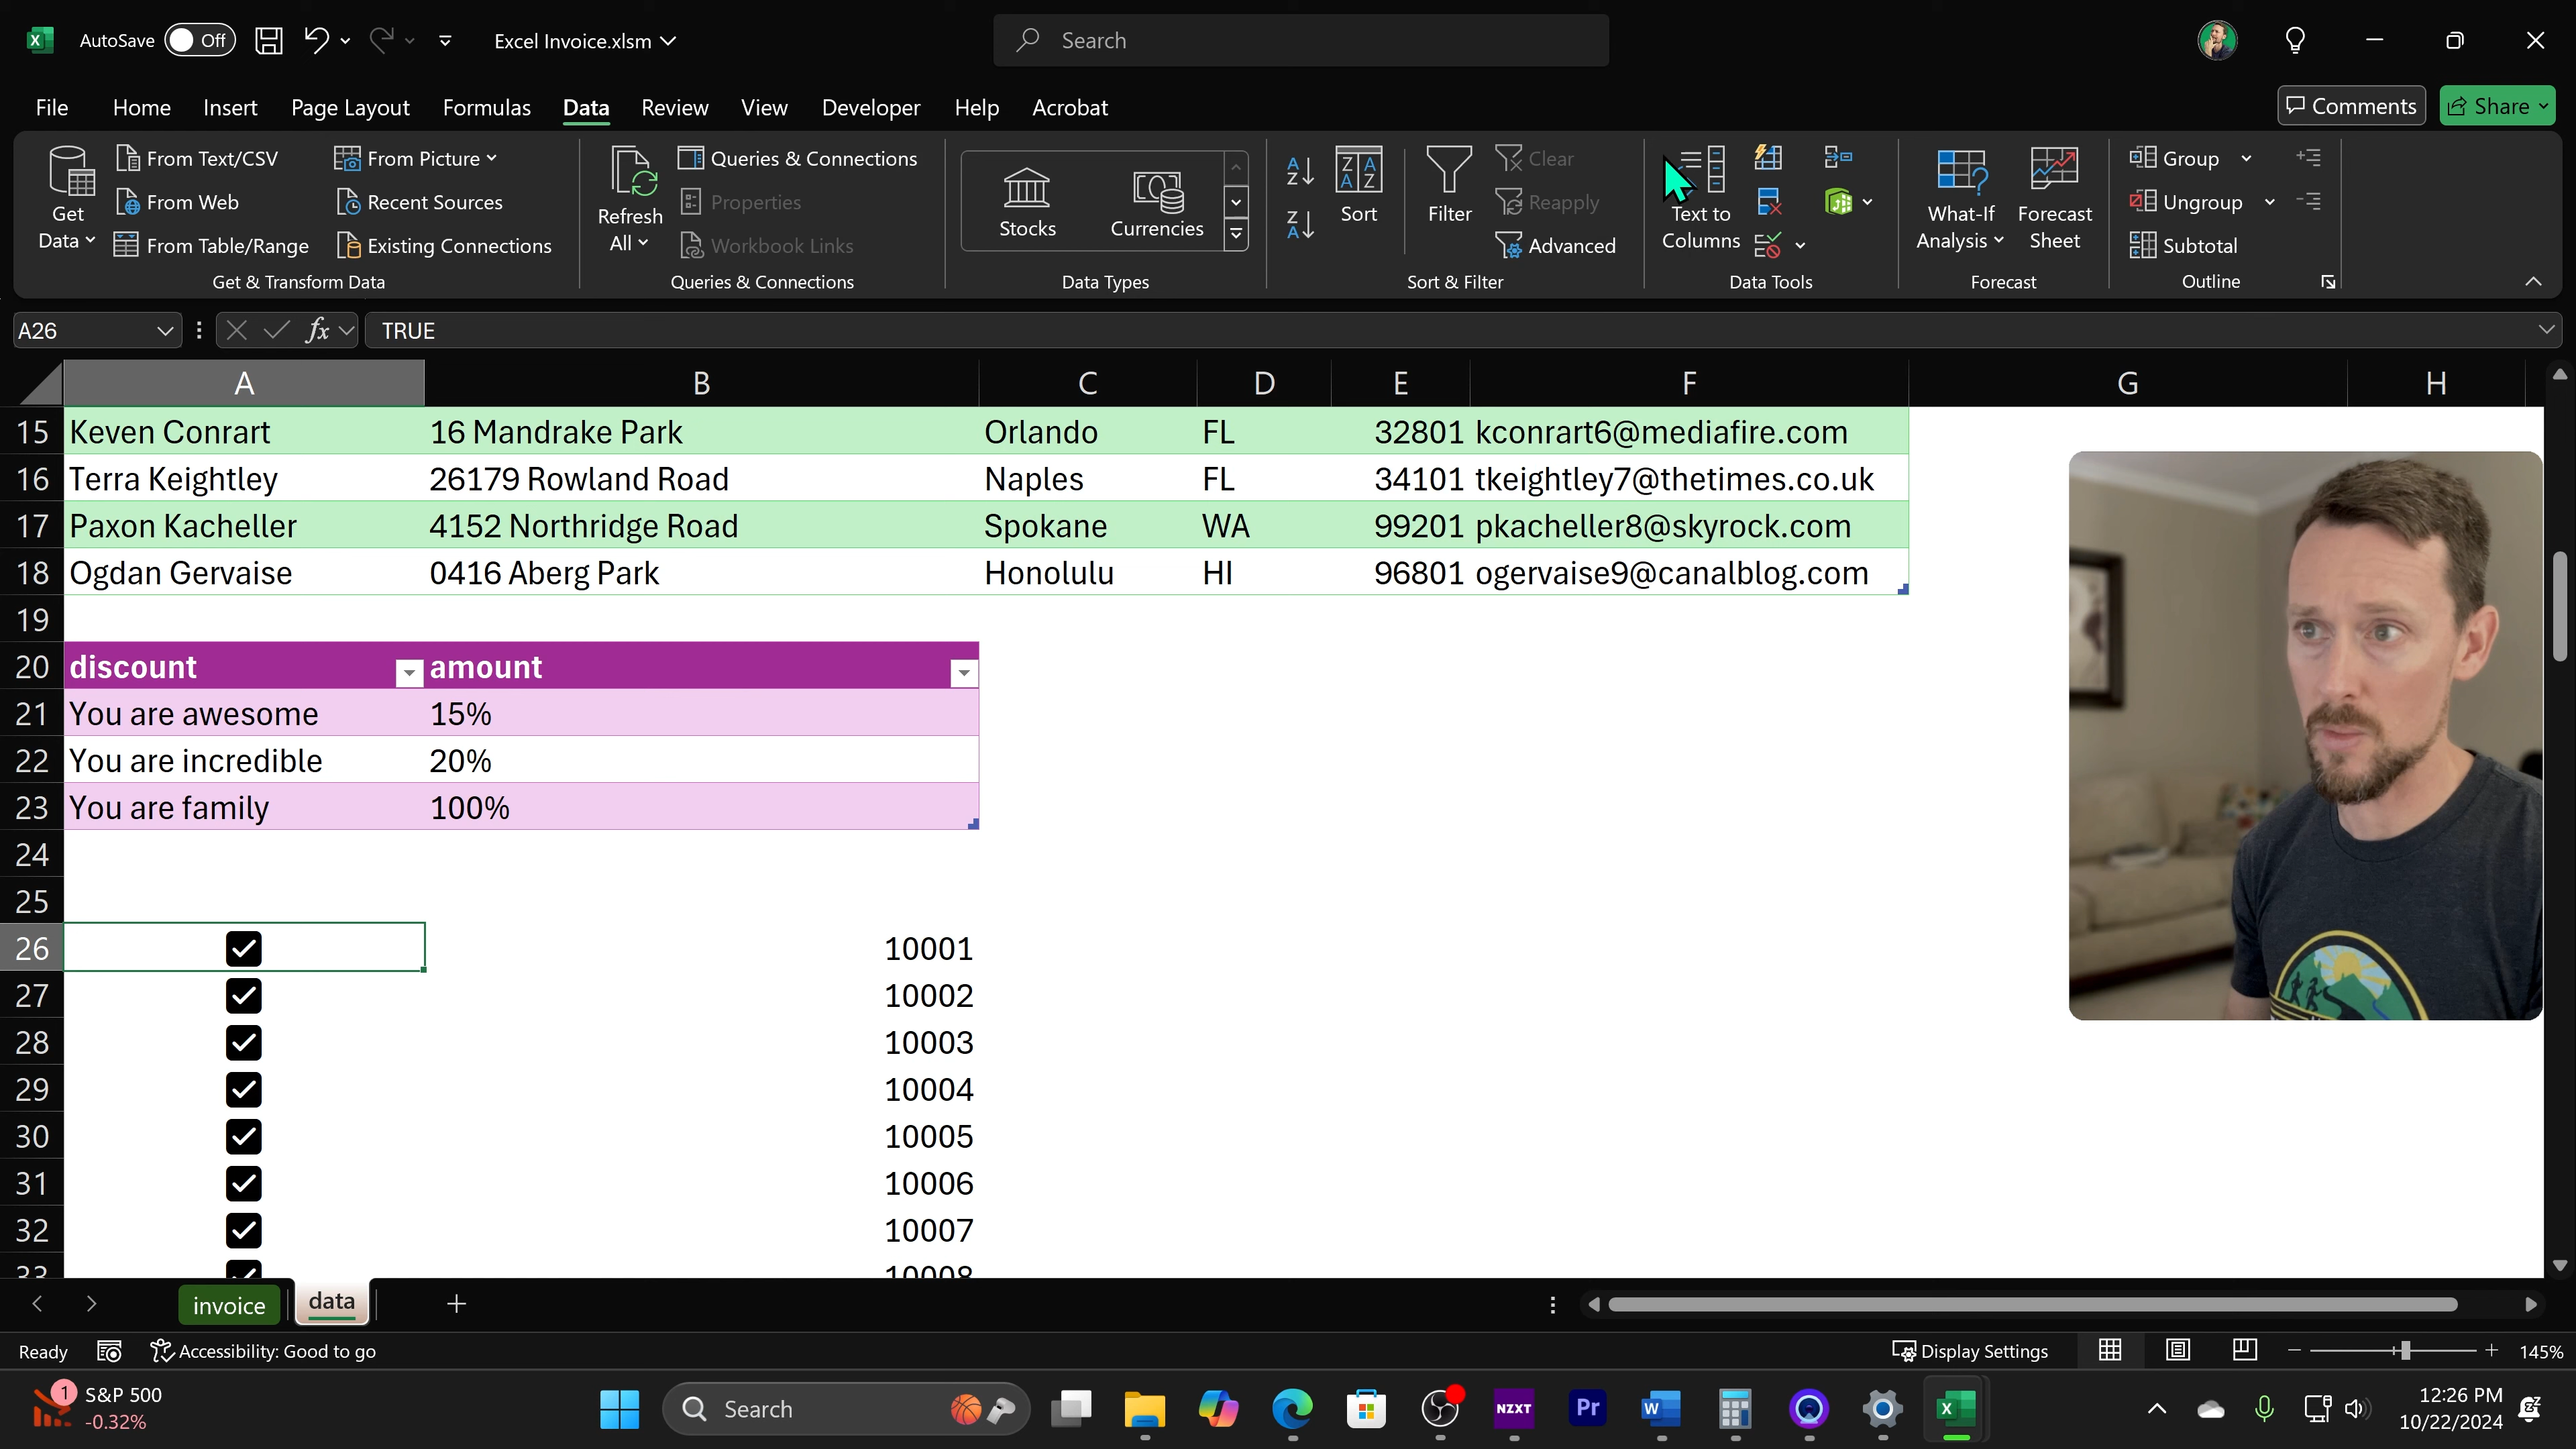 AutoSave Off Excel Invoice.xlsm Search
File Home Insert Page Layout Formulas Data Review View Developer Help Acrobat Comments Share
Get Data
From Text/CSV
From Web
From Table/Range
From Picture
Recent Sources
Existing Connections
Get & Transform Data
Refresh All
Queries & Connections
Properties
Workbook Links
Queries & Connections
Stocks
Currencies
Data Types
Sort
Filter
Clear
Reapply
Advanced
Sort & Filter
Text to Columns
Data Tools
What-If Analysis
Forecast Sheet
Forecast
Group
Ungroup
Subtotal
Outline
A26 fx TRUE
A B C D E F G H
15 Keven Conrart 16 Mandrake Park Orlando FL 32801 kconrart6@mediafire.com
16 Terra Keightley 26179 Rowland Road Naples FL 34101 tkeightley7@thetimes.co.uk
17 Paxon Kacheller 4152 Northridge Road Spokane WA 99201 pkacheller8@skyrock.com
18 Ogdan Gervaise 0416 Aberg Park Honolulu HI 96801 ogervaise9@canalblog.com
19
20 discount amount
21 You are awesome 15%
22 You are incredible 20%
23 You are family 100%
24
25
26 10001
27 10002
28 10003
29 10004
30 10005
31 10006
32 10007
33 10008
invoice data
Ready Accessibility: Good to go Display Settings 145%
1 S&P 500
-0.32%
Search
NZXT
Pr
W
X
12:26 PM
10/22/2024